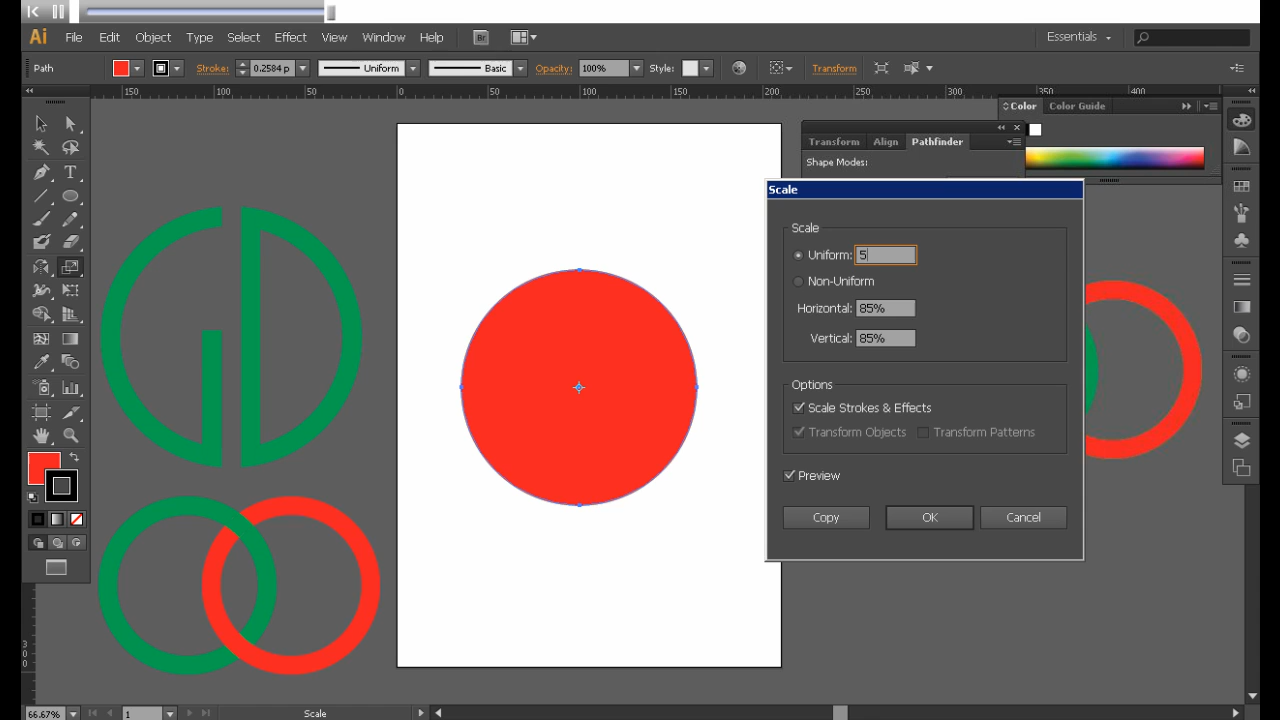 Ai File Edit Object Type Select Effect View Window Help Br Essentials
Path Stroke: 0.2584 p Uniform Basic Opacity: 100% Style: Transform
150 100 50 0 50 100 150 200 250 300 350 400
Color Color Guide
Transform Align Pathfinder
Shape Modes:
Scale
Scale
Uniform: 5
Non-Uniform
Horizontal: 85%
Vertical: 85%
Options
Scale Strokes & Effects
Transform Objects Transform Patterns
Preview
Copy OK Cancel
300
66.67% 1 Scale